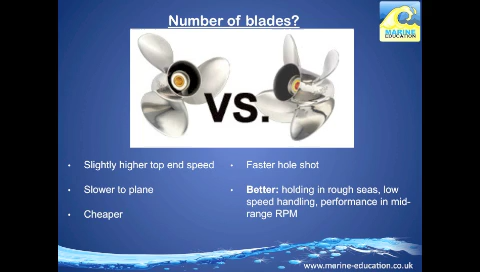 Number of blades?
MARINE
EDUCATION
VS.
• Slightly higher top end speed
• Slower to plane
• Cheaper
• Faster hole shot
• Better: holding in rough seas, low
speed handling, performance in mid-
range RPM
www.marine-education.co.uk